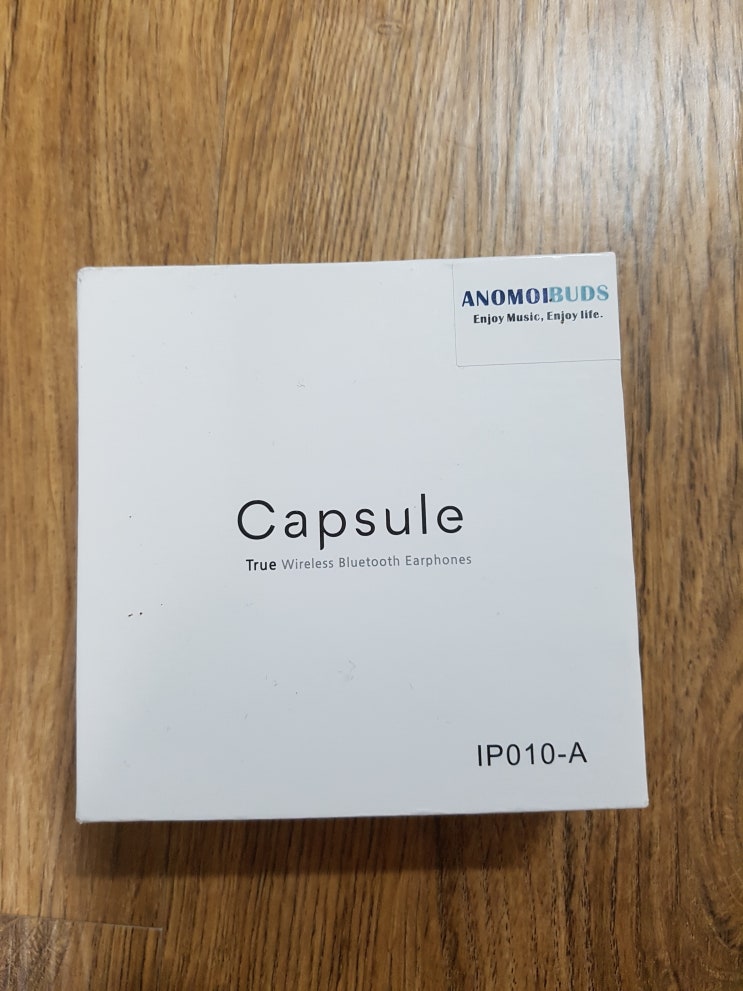 ANOMOIBUDS
Enjoy Music, Enjoy life.
Capsule
True Wireless Bluetooth Earphones
IP010-A